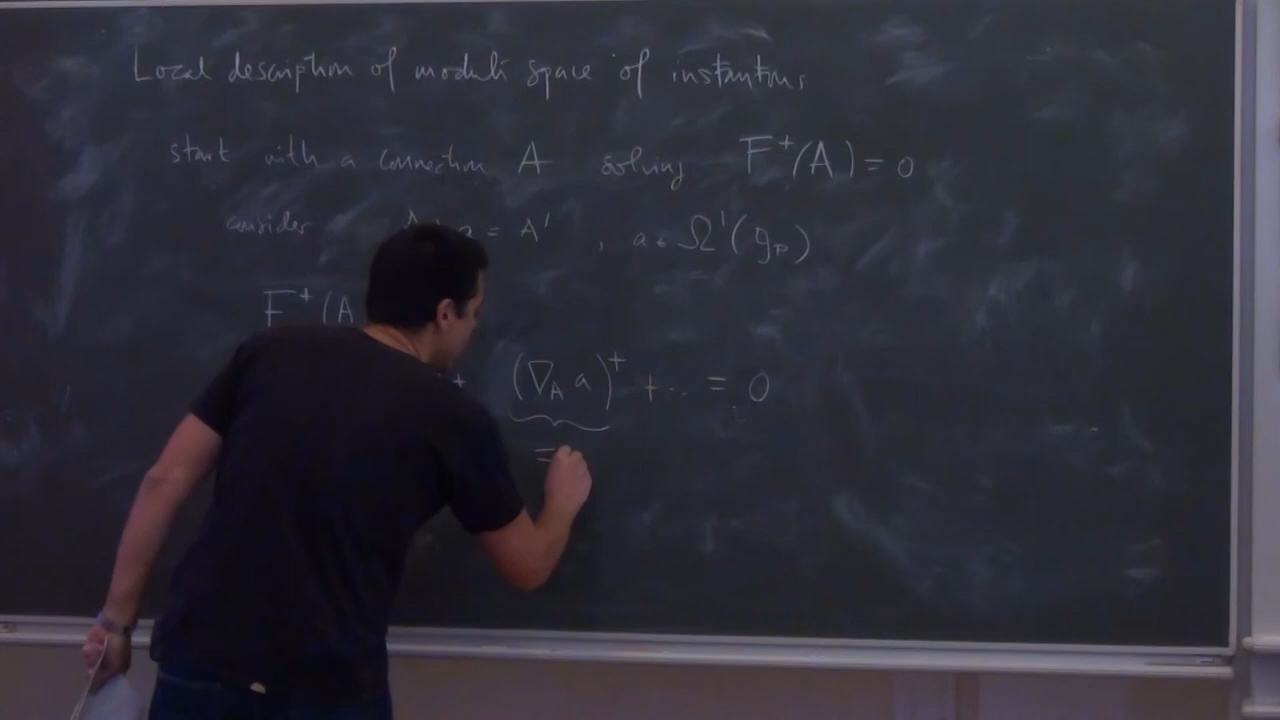 Local description of moduli space of instantons
start with a connection A solving F⁺(A) = 0
consider a = A' , a ∈ Ω¹(g_P)
F⁺(A
+ (∇_A a)⁺ + .. = 0
=